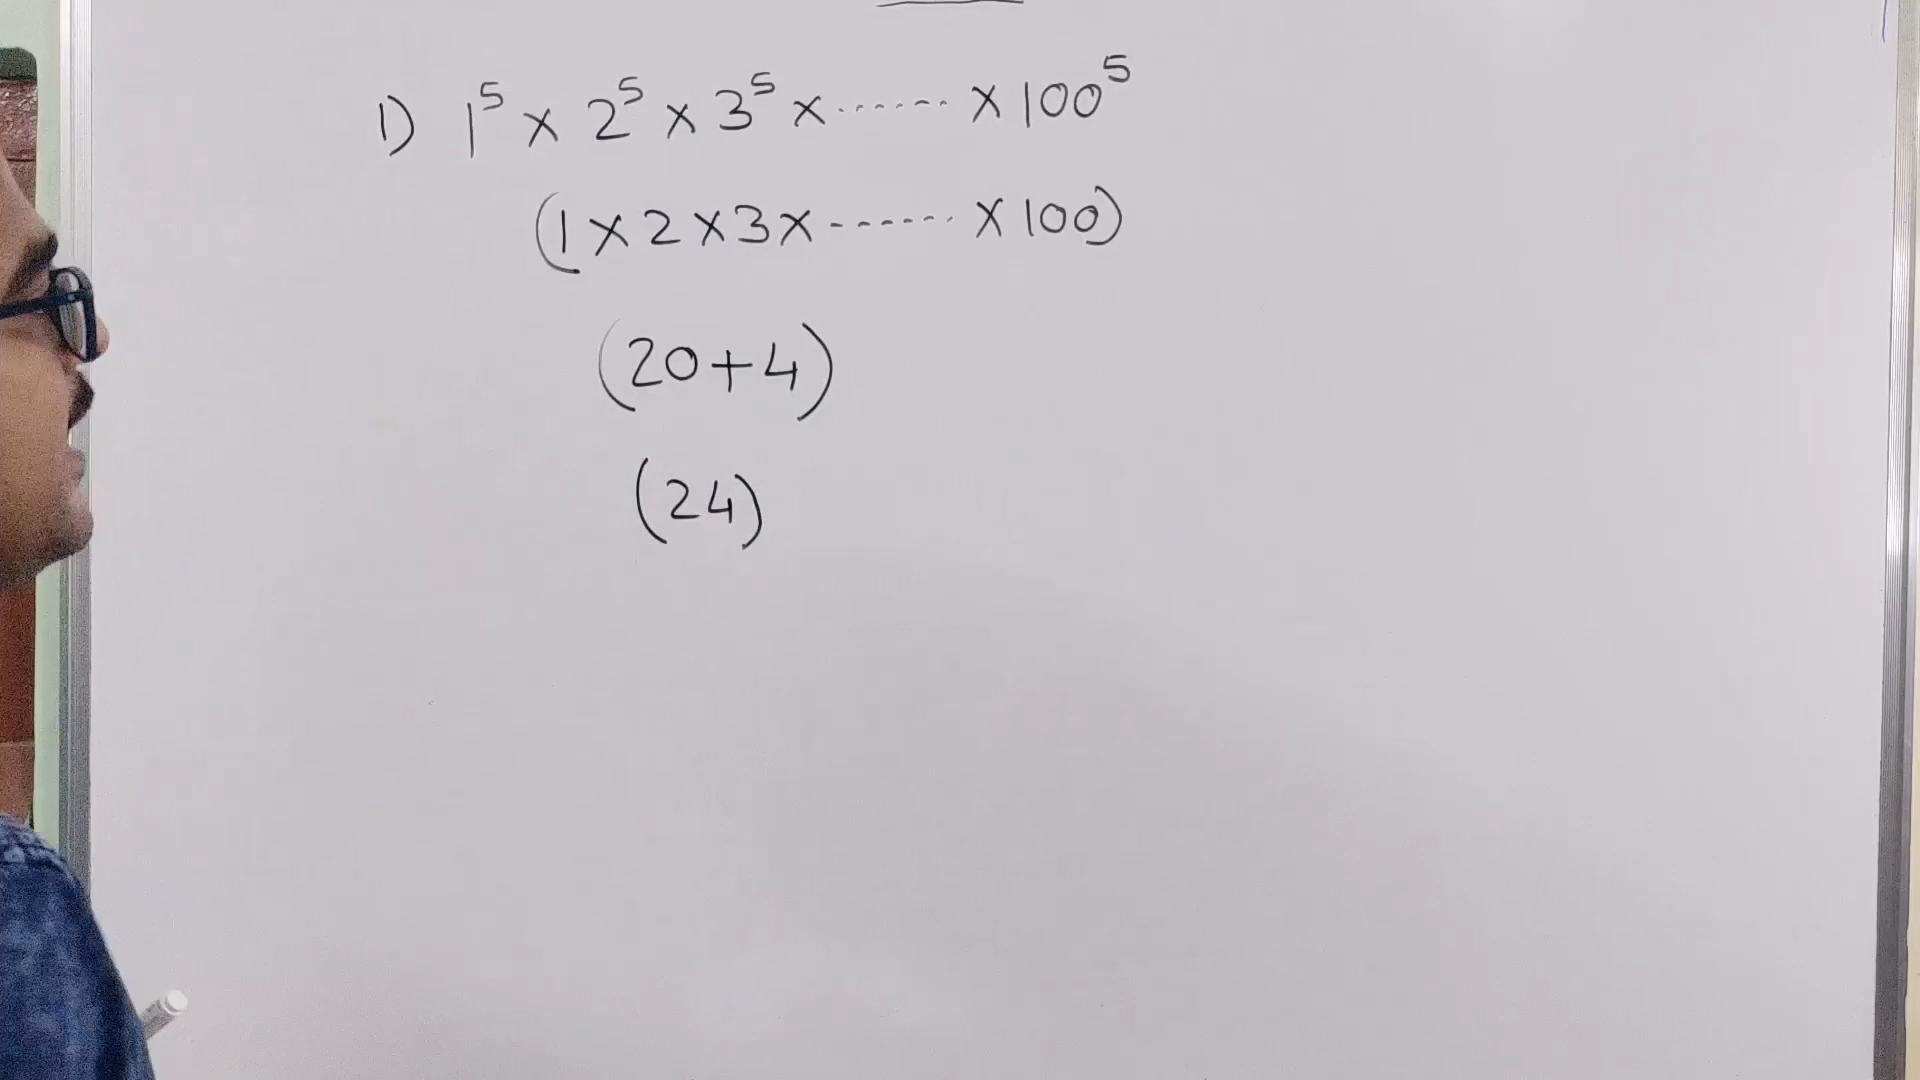 1) 1⁵ × 2⁵ × 3⁵ × ....... × 100⁵
(1 × 2 × 3 × ....... × 100)
(20+4)
(24)